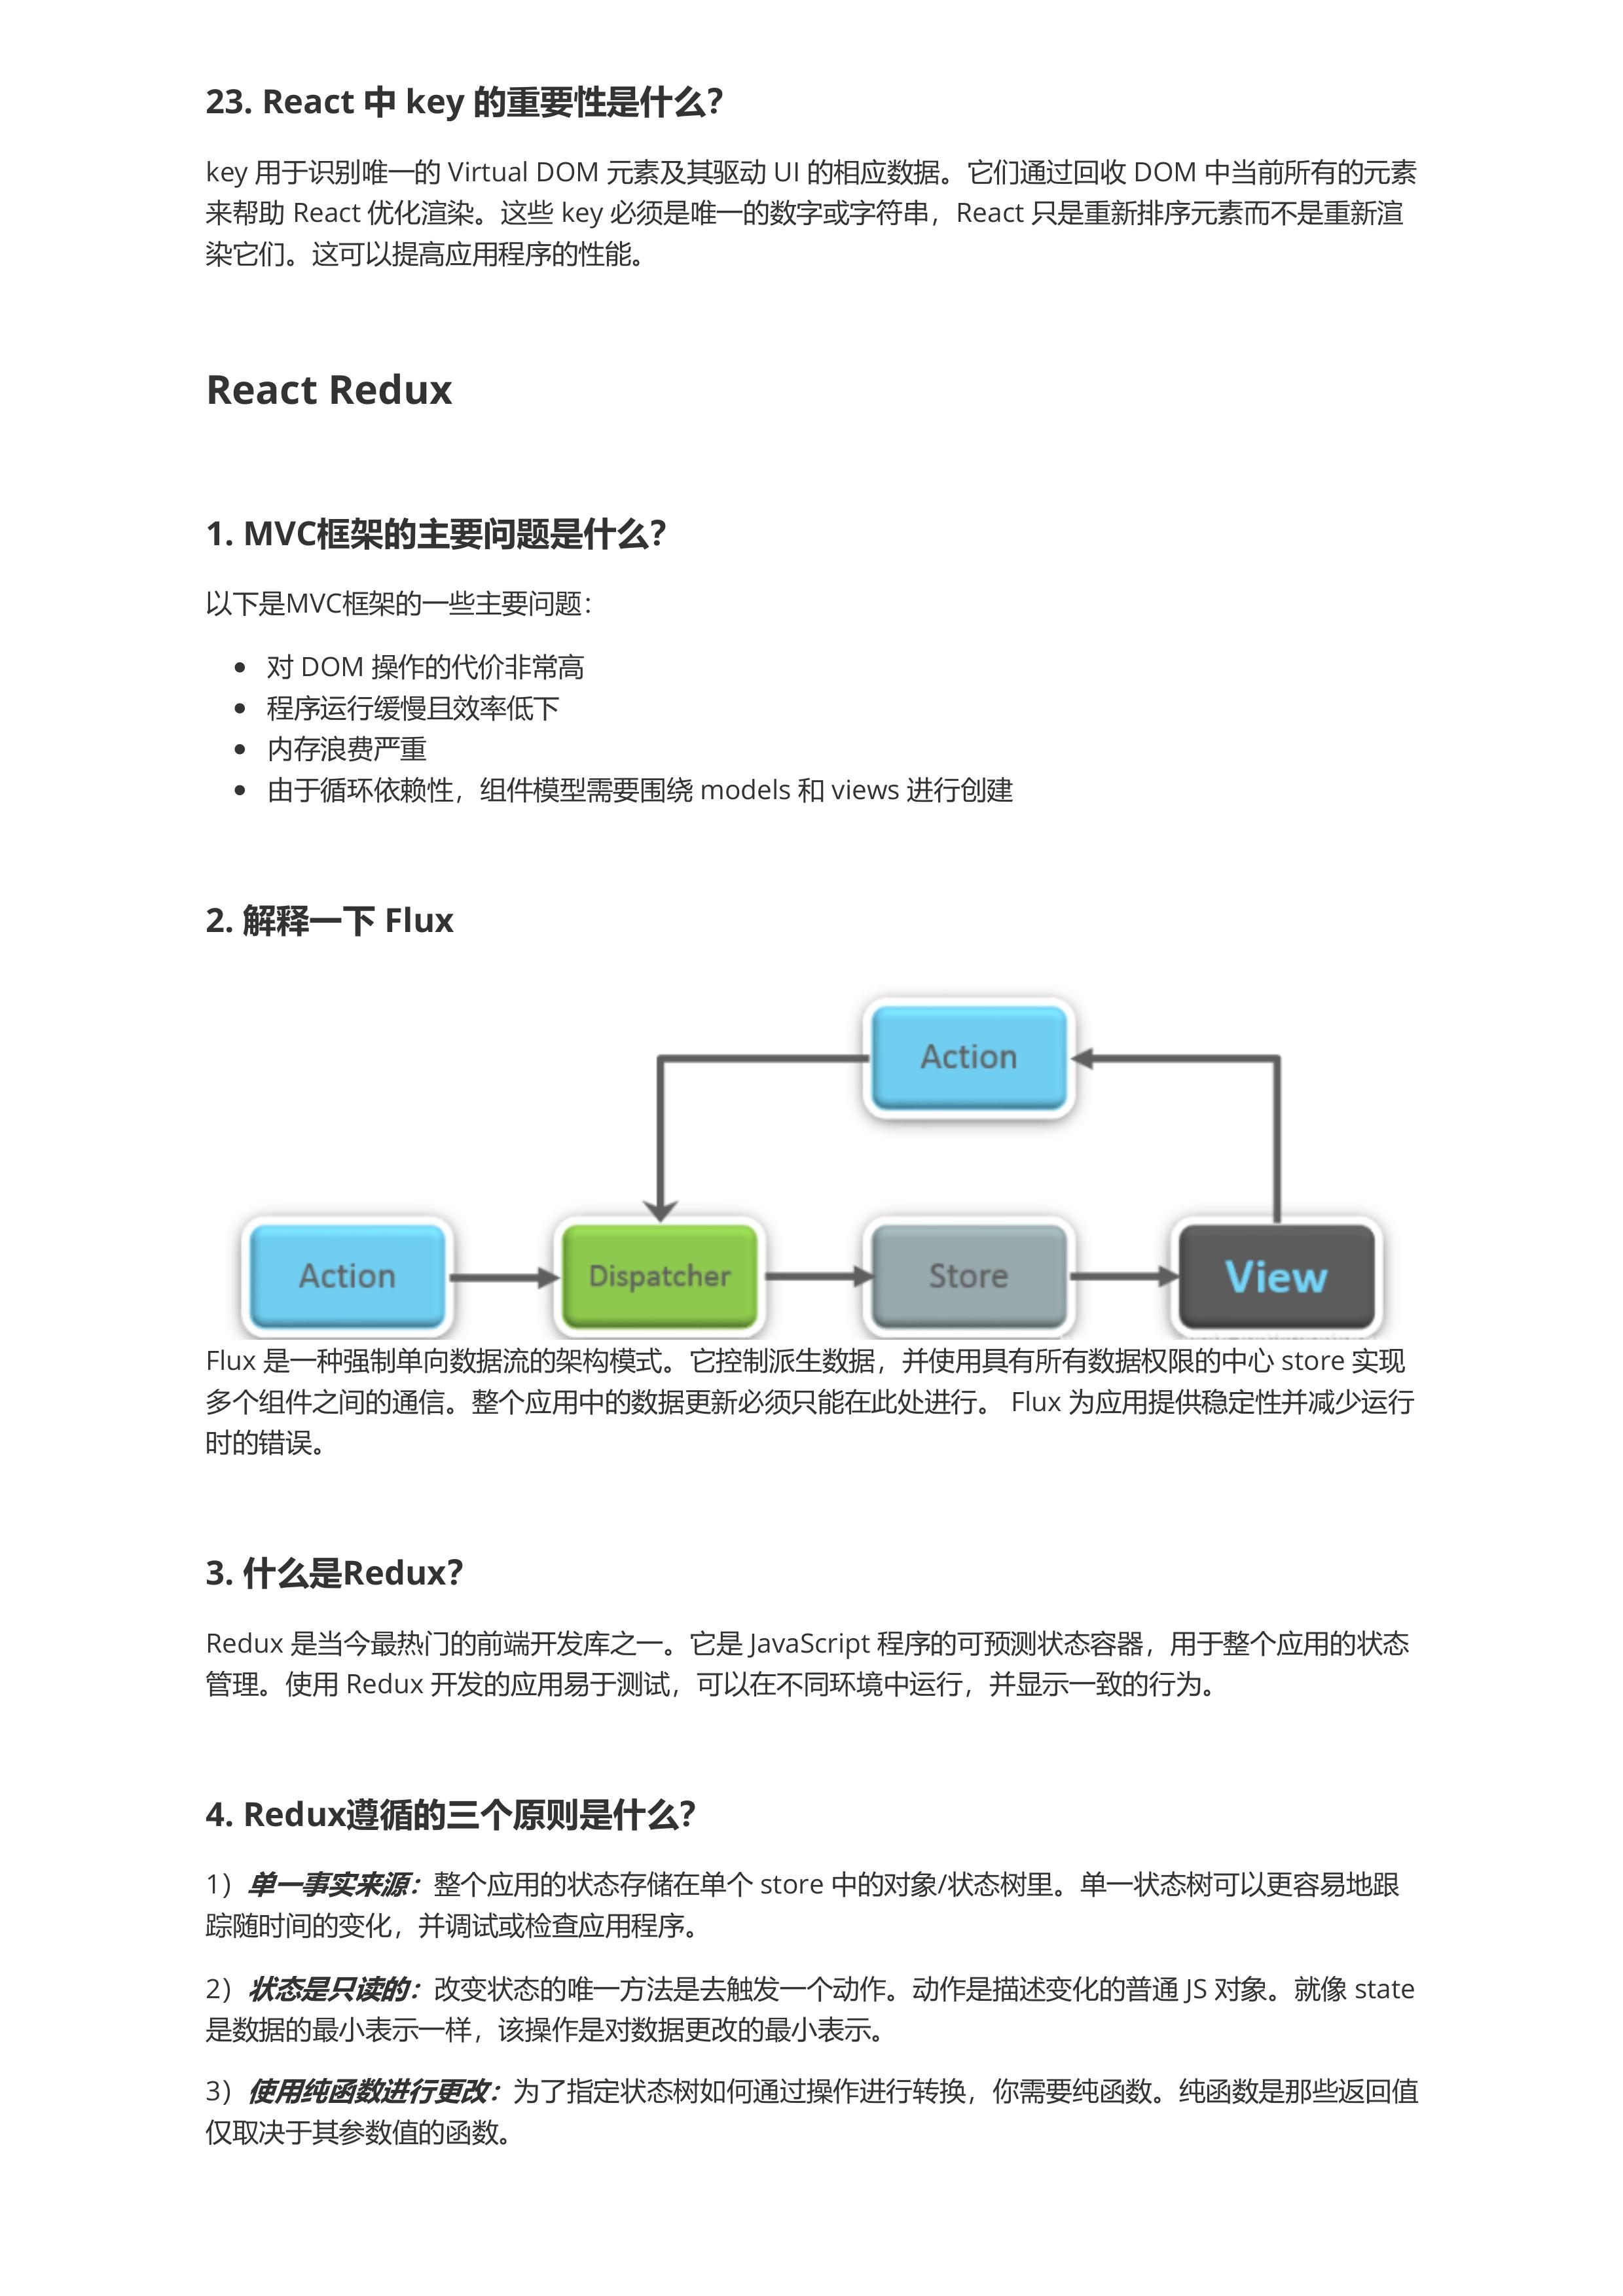 23. React 中 key 的重要性是什么？
key 用于识别唯一的 Virtual DOM 元素及其驱动 UI 的相应数据。它们通过回收 DOM 中当前所有的元素
来帮助 React 优化渲染。这些 key 必须是唯一的数字或字符串，React 只是重新排序元素而不是重新渲
染它们。这可以提高应用程序的性能。
React Redux
1. MVC框架的主要问题是什么？
以下是MVC框架的一些主要问题：
• 对 DOM 操作的代价非常高
• 程序运行缓慢且效率低下
• 内存浪费严重
• 由于循环依赖性，组件模型需要围绕 models 和 views 进行创建
2. 解释一下 Flux
Action
Action
Dispatcher
Store
View
Flux 是一种强制单向数据流的架构模式。它控制派生数据，并使用具有所有数据权限的中心 store 实现
多个组件之间的通信。整个应用中的数据更新必须只能在此处进行。 Flux 为应用提供稳定性并减少运行
时的错误。
3. 什么是Redux？
Redux 是当今最热门的前端开发库之一。它是 JavaScript 程序的可预测状态容器，用于整个应用的状态
管理。使用 Redux 开发的应用易于测试，可以在不同环境中运行，并显示一致的行为。
4. Redux遵循的三个原则是什么？
1）单一事实来源：整个应用的状态存储在单个 store 中的对象/状态树里。单一状态树可以更容易地跟
踪随时间的变化，并调试或检查应用程序。
2）状态是只读的：改变状态的唯一方法是去触发一个动作。动作是描述变化的普通 JS 对象。就像 state
是数据的最小表示一样，该操作是对数据更改的最小表示。
3）使用纯函数进行更改：为了指定状态树如何通过操作进行转换，你需要纯函数。纯函数是那些返回值
仅取决于其参数值的函数。